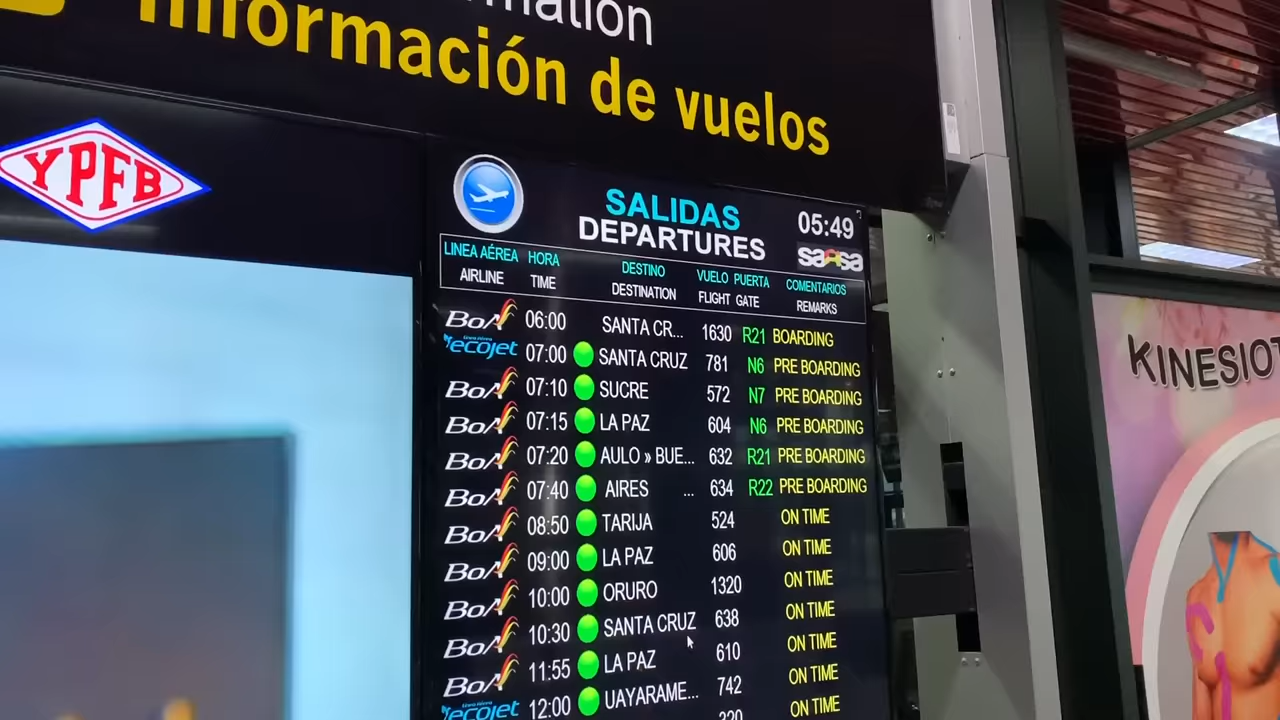 mation
Información de vuelos
YPFB
SALIDAS
DEPARTURES
05:49
sabsa
LINEA AÉREA HORA DESTINO VUELO PUERTA COMENTARIOS
AIRLINE TIME DESTINATION FLIGHT GATE REMARKS
BoA 06:00 SANTA CR... 1630 R21 BOARDING
ecojet 07:00 SANTA CRUZ 781 N6 PRE BOARDING
BoA 07:10 SUCRE 572 N7 PRE BOARDING
BoA 07:15 LA PAZ 604 N6 PRE BOARDING
BoA 07:20 AULO » BUE... 632 R21 PRE BOARDING
BoA 07:40 AIRES ... 634 R22 PRE BOARDING
BoA 08:50 TARIJA 524 ON TIME
BoA 09:00 LA PAZ 606 ON TIME
BoA 10:00 ORURO 1320 ON TIME
BoA 10:30 SANTA CRUZ 638 ON TIME
BoA 11:55 LA PAZ 610 ON TIME
ecojet 12:00 UAYARAME... 742 ON TIME
320 ON TIME
KINESIOT